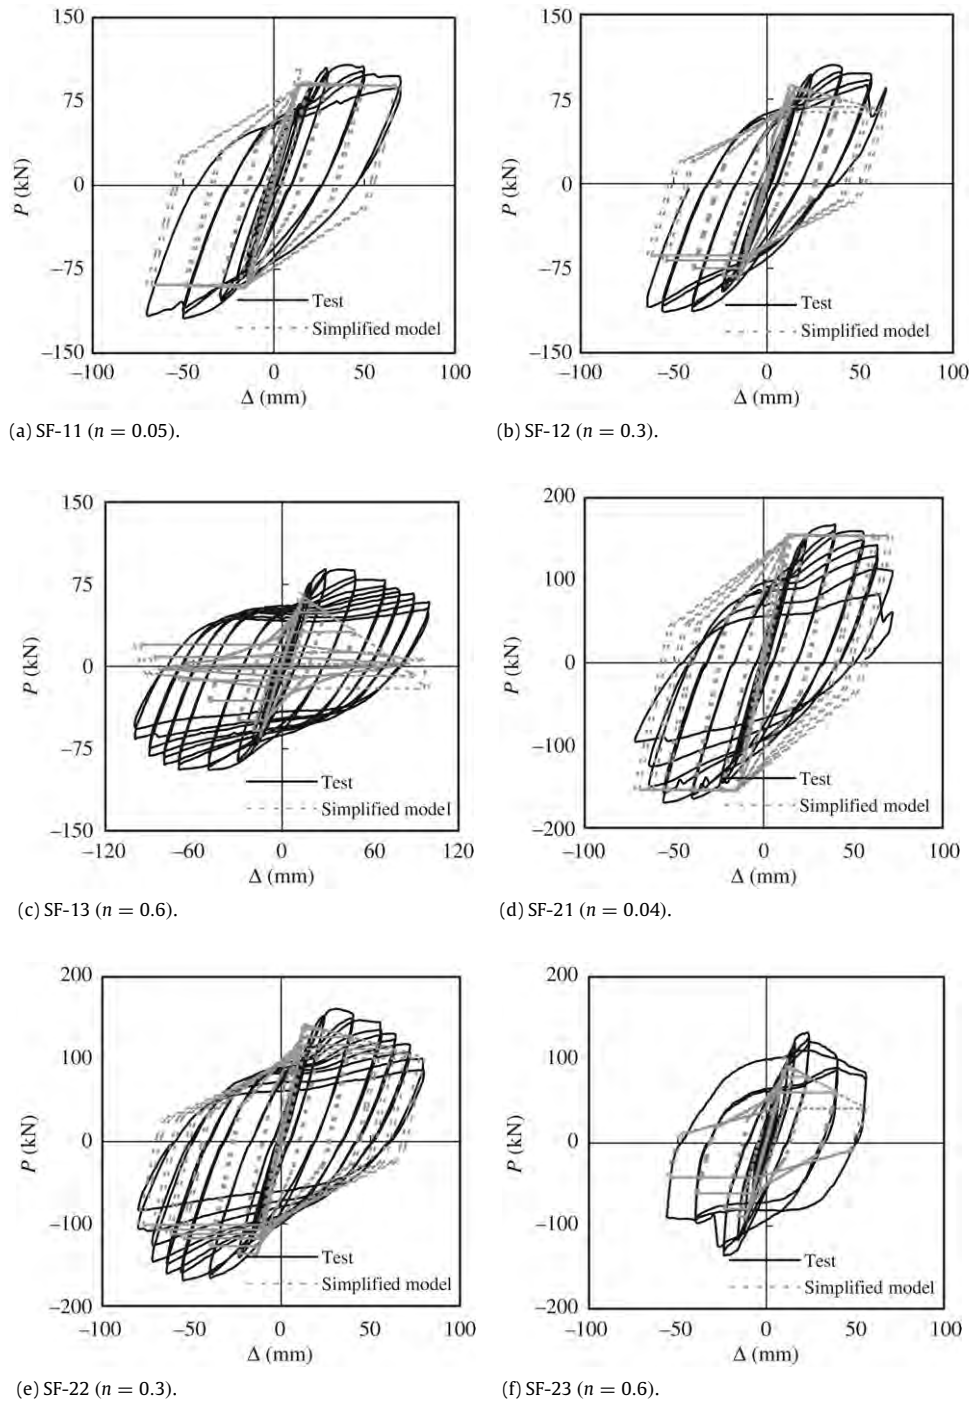 150
75
0
−75
−150
P (kN)
Test
Simplified model
−100 −50 0 50 100
Δ (mm)
(a) SF-11 (n = 0.05).
150
75
0
−75
−150
P (kN)
Test
Simplified model
−100 −50 0 50 100
Δ (mm)
(b) SF-12 (n = 0.3).
150
75
0
−75
−150
P (kN)
Test
Simplified model
−120 −60 0 60 120
Δ (mm)
(c) SF-13 (n = 0.6).
200
100
0
−100
−200
P (kN)
Test
Simplified model
−100 −50 0 50 100
Δ (mm)
(d) SF-21 (n = 0.04).
200
100
0
−100
−200
P (kN)
Test
Simplified model
−100 −50 0 50 100
Δ (mm)
(e) SF-22 (n = 0.3).
200
100
0
−100
−200
P (kN)
Test
Simplified model
−100 −50 0 50 100
Δ (mm)
(f) SF-23 (n = 0.6).